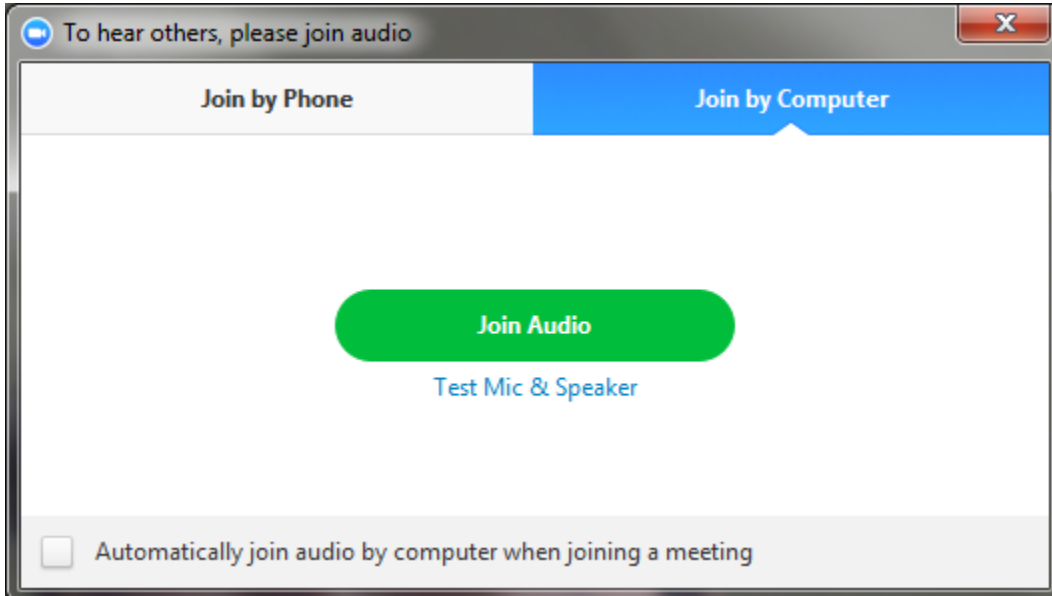 To hear others, please join audio
Join by Phone
Join by Computer
Join Audio
Test Mic & Speaker
Automatically join audio by computer when joining a meeting